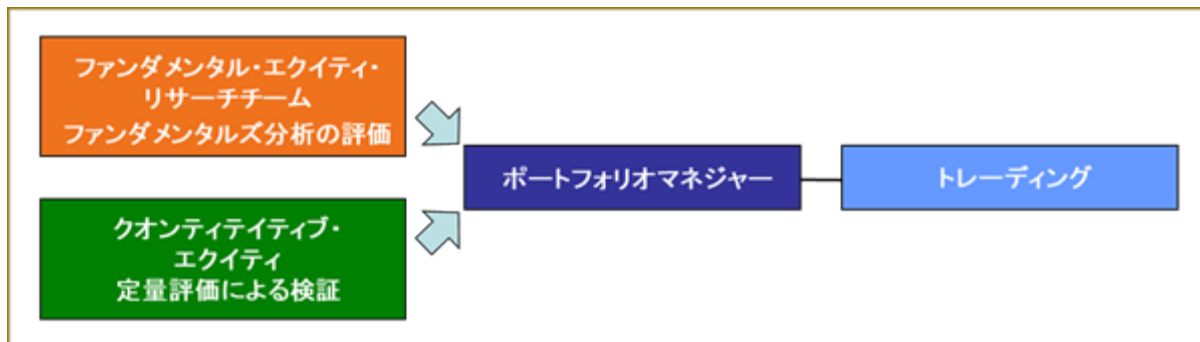 ファンダメンタル・エクイティ・
リサーチチーム
ファンダメンタルズ分析の評価
クオンティテイティブ・
エクイティ
定量評価による検証
ポートフォリオマネジャー
トレーディング